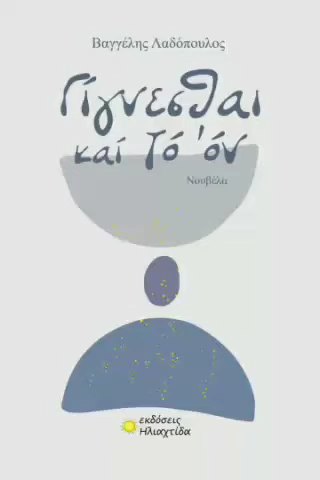 Βαγγέλης Λαδόπουλος
Γίγνεσθαι
καί τό 'όν
Νουβέλα
εκδόσεις
Ηλιαχτίδα